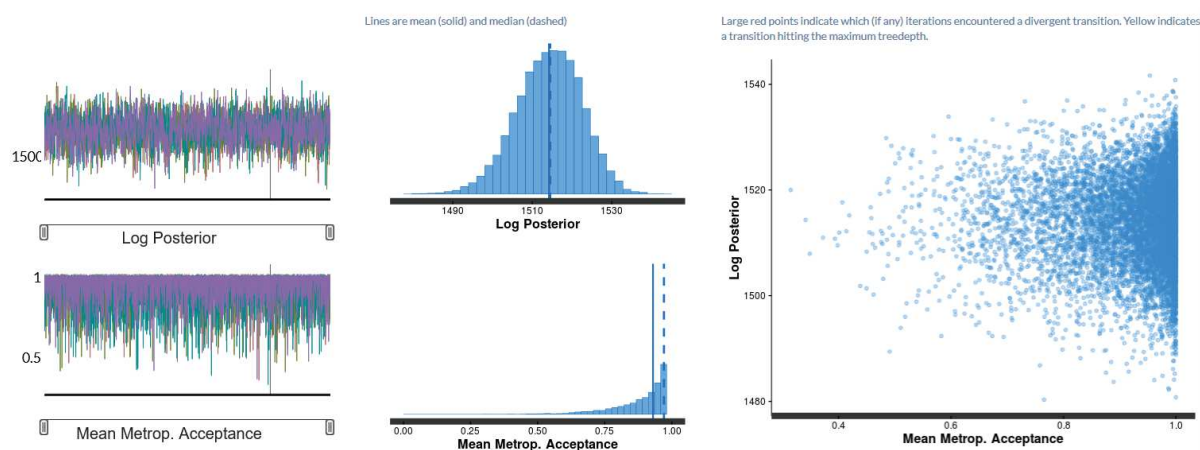 Lines are mean (solid) and median (dashed)
Large red points indicate which (if any) iterations encountered a divergent transition. Yellow indicates
a transition hitting the maximum treedepth.
1500
Log Posterior
1490 1510 1530
Log Posterior
1
0.5
Mean Metrop. Acceptance
0.00 0.25 0.50 0.75 1.00
Mean Metrop. Acceptance
1540
1520
1500
1480
Log Posterior
0.4 0.6 0.8 1.0
Mean Metrop. Acceptance